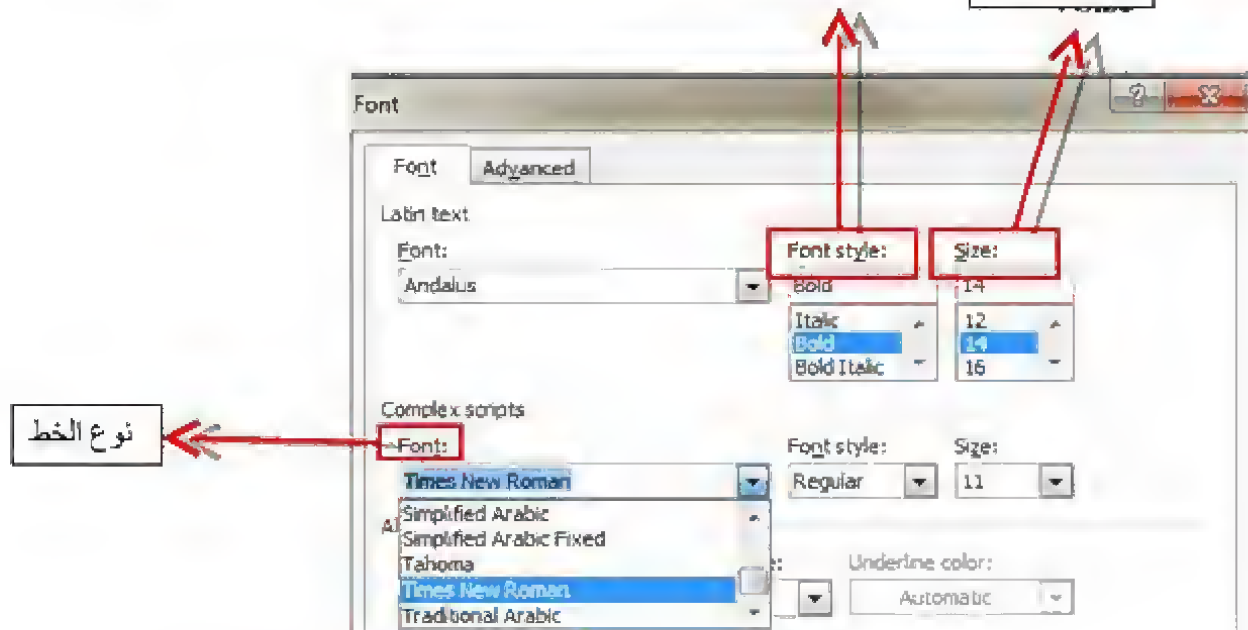 Font
Font Advanced
Latin text
Font: Font style: Size:
Andalus Bold 14
Italic 12
Bold 14
Bold Italic 16
Complex scripts
نوع الخط
Font: Font style: Size:
Times New Roman Regular 11
Simplified Arabic
Simplified Arabic Fixed
Tahoma Underline color:
Times New Roman Automatic
Traditional Arabic